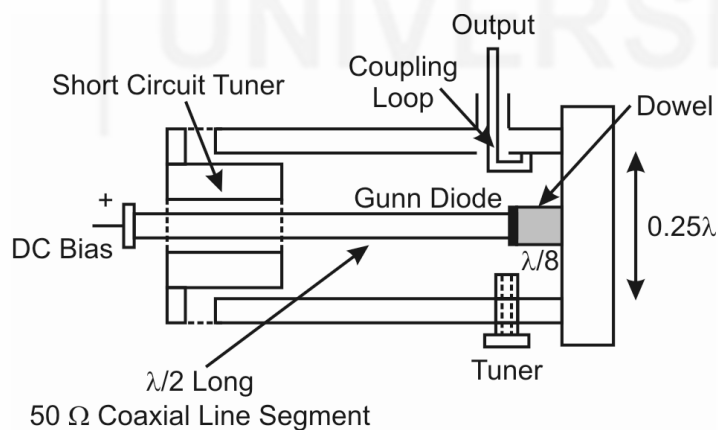 UNIVERSI
Output
Coupling
Loop
Short Circuit Tuner
Dowel
Gunn Diode
+
DC Bias
0.25λ
λ/8
Tuner
λ/2 Long
50 Ω Coaxial Line Segment